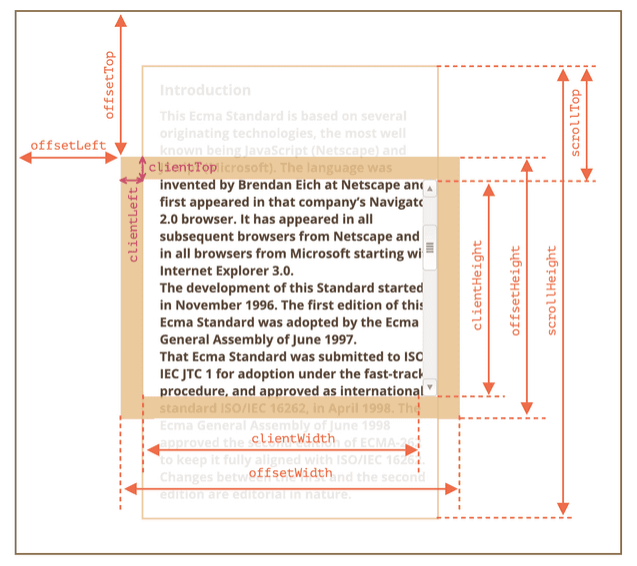 offsetTop
Introduction
This Ecma Standard is based on several
originating technologies, the most well
known being JavaScript (Netscape) and
offsetLeft
clientTop
icrosoft). The language was
invented by Brendan Eich at Netscape and
first appeared in that company's Navigato
2.0 browser. It has appeared in all
subsequent browsers from Netscape and
in all browsers from Microsoft starting wi
Internet Explorer 3.0.
The development of this Standard started
in November 1996. The first edition of this
Ecma Standard was adopted by the Ecma
General Assembly of June 1997.
That Ecma Standard was submitted to ISO
IEC JTC 1 for adoption under the fast-track
procedure, and approved as international
standard ISO/IEC 16262, in April 1998. The
Ecma General Assembly of June 1998
approved the second edition of ECMA-26
to keep it fully aligned with ISO/IEC 1626
Changes between the first and the second
edition are editorial in nature.
clientLeft
clientWidth
offsetWidth
clientHeight
offsetHeight
scrollHeight
scrollTop